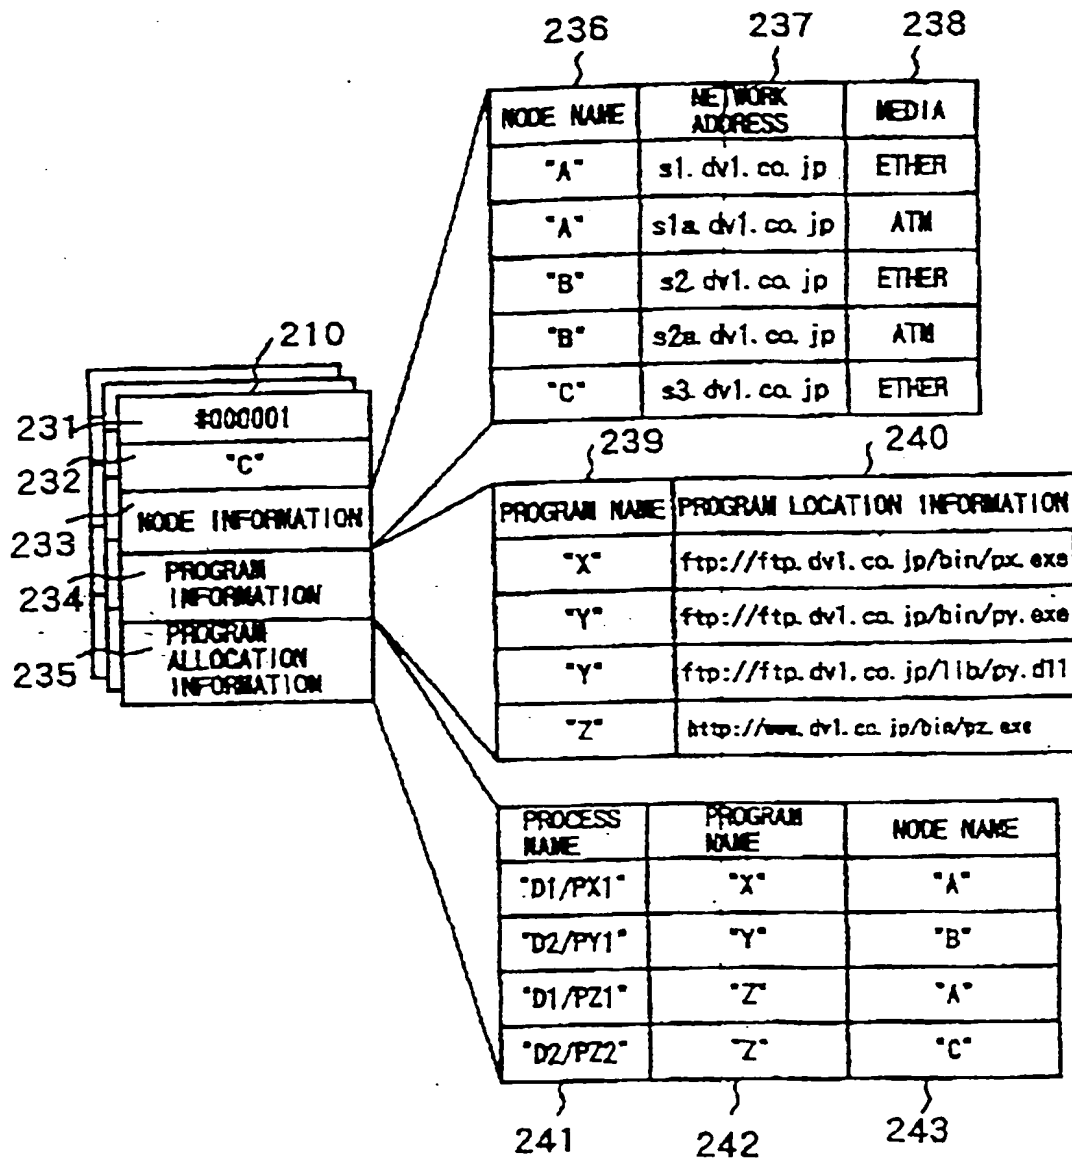 236 237 238
NODE NAME NETWORK ADDRESS MEDIA
"A" s1.dv1.co.jp ETHER
"A" s1a.dv1.co.jp ATM
"B" s2.dv1.co.jp ETHER
"B" s2a.dv1.co.jp ATM
"C" s3.dv1.co.jp ETHER
210
231 #000001
232 "C"
233 NODE INFORMATION
234 PROGRAM INFORMATION
235 PROGRAM ALLOCATION INFORMATION
239 240
PROGRAM NAME PROGRAM LOCATION INFORMATION
"X" ftp://ftp.dv1.co.jp/bin/px.exe
"Y" ftp://ftp.dv1.co.jp/bin/py.exe
"Y" ftp://ftp.dv1.co.jp/lib/py.dll
"Z" http://www.dv1.co.jp/bin/pz.exe
PROCESS NAME PROGRAM NAME NODE NAME
"D1/PX1" "X" "A"
"D2/PY1" "Y" "B"
"D1/PZ1" "Z" "A"
"D2/PZ2" "Z" "C"
241 242 243